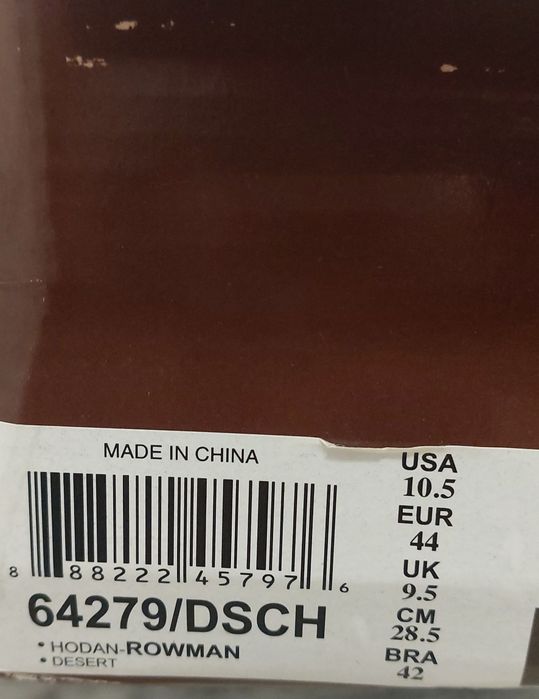 MADE IN CHINA
8 88222 45797 6
64279/DSCH
• HODAN-ROWMAN
• DESERT
USA
10.5
EUR
44
UK
9.5
CM
28.5
BRA
42